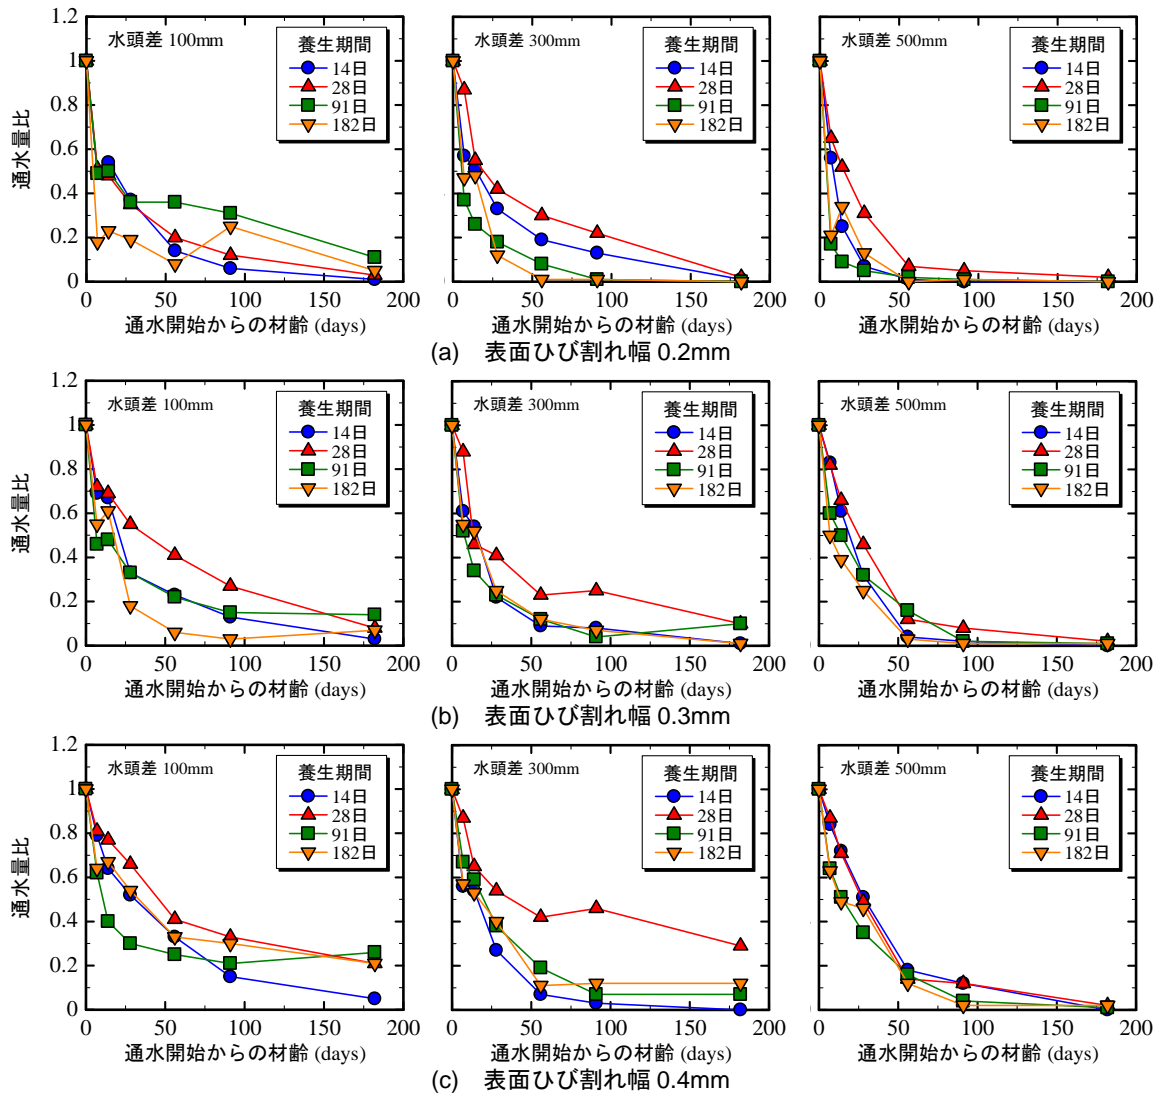 水頭差 100mm
養生期間
14日
28日
91日
182日
通水量比
1.2
1
0.8
0.6
0.4
0.2
0
0 50 100 150 200
通水開始からの材齢 (days)
水頭差 300mm
養生期間
14日
28日
91日
182日
0 50 100 150 200
通水開始からの材齢 (days)
水頭差 500mm
養生期間
14日
28日
91日
182日
0 50 100 150 200
通水開始からの材齢 (days)
(a) 表面ひび割れ幅 0.2mm
水頭差 100mm
養生期間
14日
28日
91日
182日
通水量比
1.2
1
0.8
0.6
0.4
0.2
0
0 50 100 150 200
通水開始からの材齢 (days)
水頭差 300mm
養生期間
14日
28日
91日
182日
0 50 100 150 200
通水開始からの材齢 (days)
水頭差 500mm
養生期間
14日
28日
91日
182日
0 50 100 150 200
通水開始からの材齢 (days)
(b) 表面ひび割れ幅 0.3mm
水頭差 100mm
養生期間
14日
28日
91日
182日
通水量比
1.2
1
0.8
0.6
0.4
0.2
0
0 50 100 150 200
通水開始からの材齢 (days)
水頭差 300mm
養生期間
14日
28日
91日
182日
0 50 100 150 200
通水開始からの材齢 (days)
水頭差 500mm
養生期間
14日
28日
91日
182日
0 50 100 150 200
通水開始からの材齢 (days)
(c) 表面ひび割れ幅 0.4mm